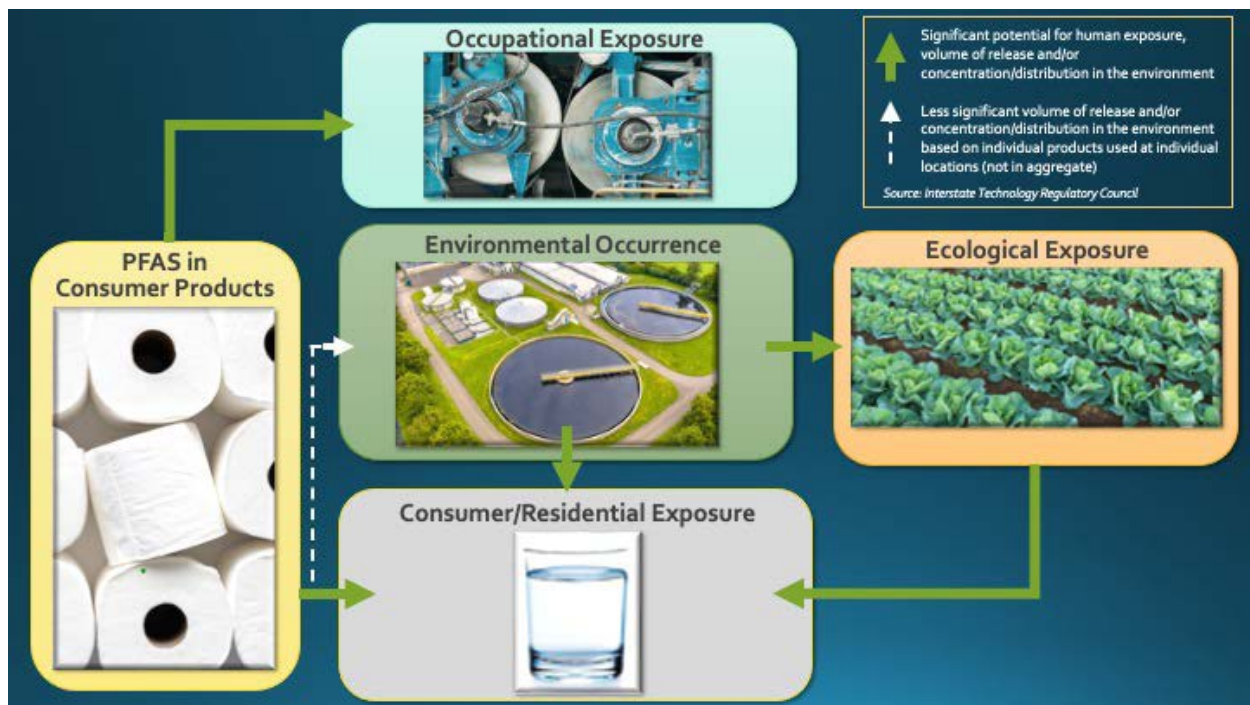 Occupational Exposure
Significant potential for human exposure,
volume of release and/or
concentration/distribution in the environment
Less significant volume of release and/or
concentration/distribution in the environment
based on individual products used at individual
locations (not in aggregate)
Source: Interstate Technology Regulatory Council
PFAS in
Consumer Products
Environmental Occurrence
Ecological Exposure
Consumer/Residential Exposure